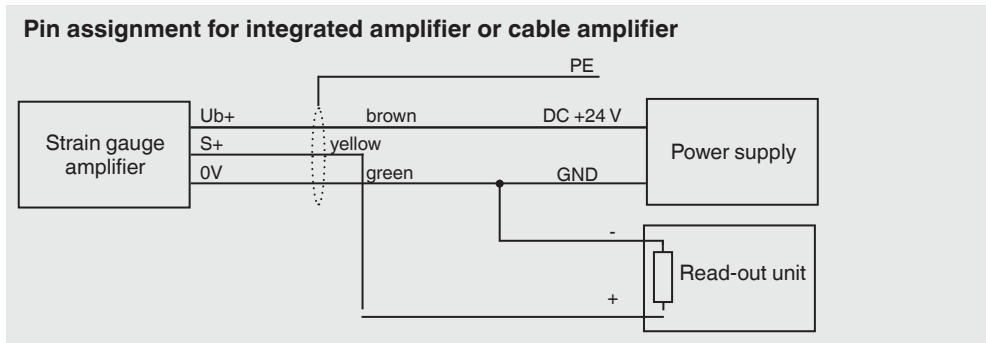 Pin assignment for integrated amplifier or cable amplifier
PE
Ub+ brown DC +24 V
Strain gauge
amplifier
S+ yellow
Power supply
0V green GND
-
Read-out unit
+